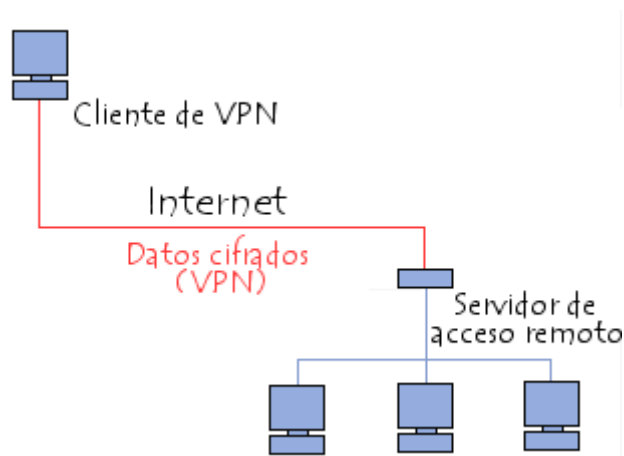 Cliente de VPN
Internet
Datos cifrados
(VPN)
Servidor de
acceso remoto